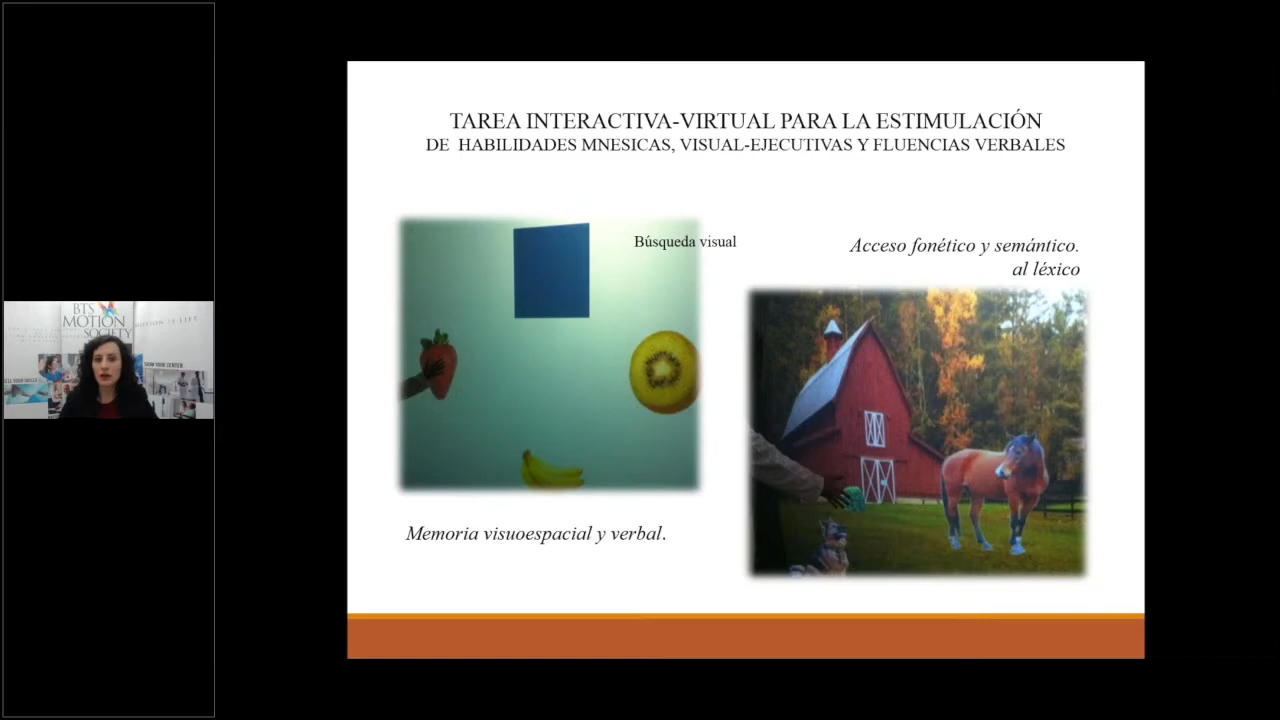 TAREA INTERACTIVA-VIRTUAL PARA LA ESTIMULACIÓN
DE HABILIDADES MNESICAS, VISUAL-EJECUTIVAS Y FLUENCIAS VERBALES
Búsqueda visual
Acceso fonético y semántico.
al léxico
Memoria visuoespacial y verbal.
BTS
MOTION
SOCIETY